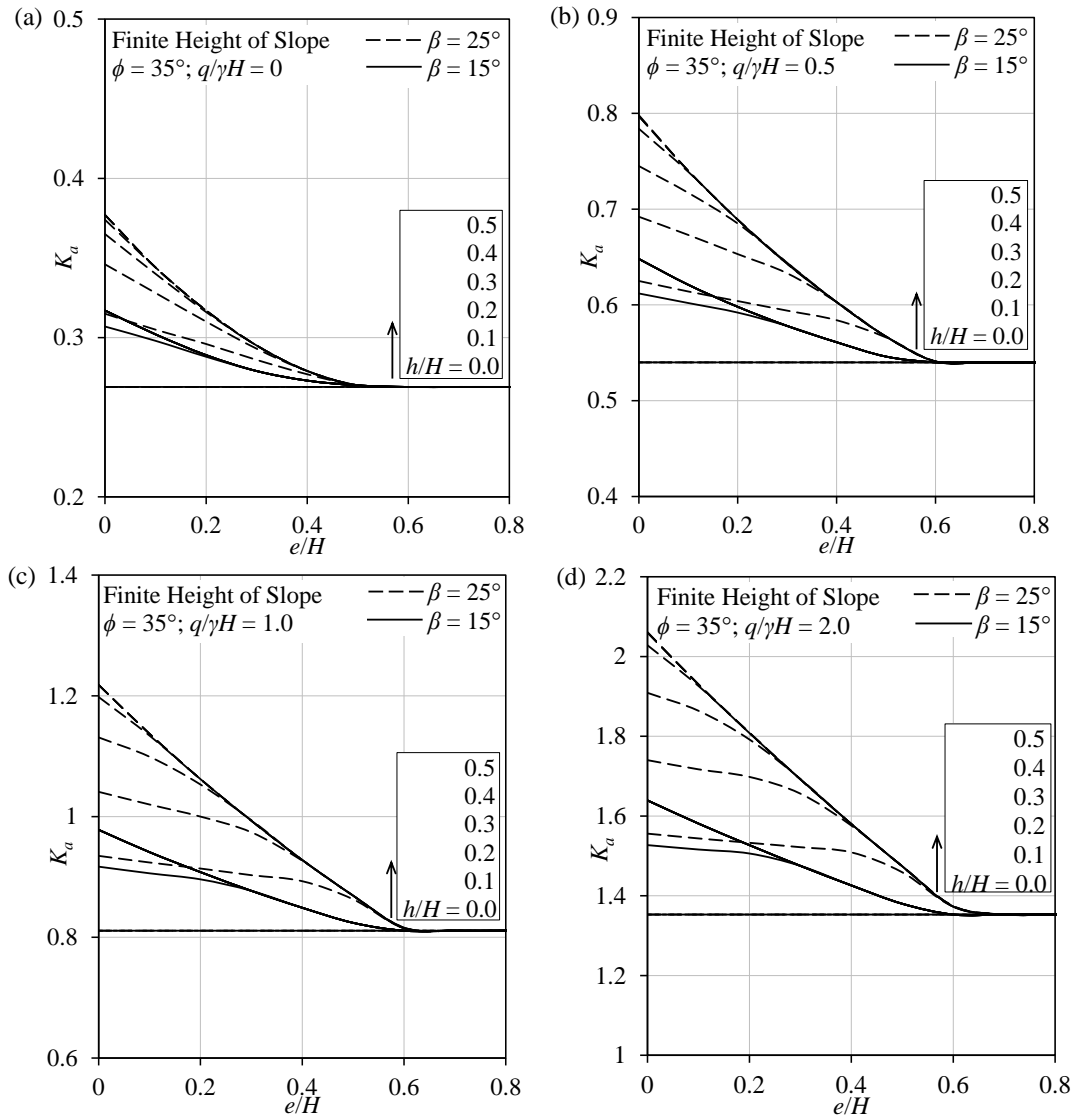 (a)
Finite Height of Slope
ϕ = 35°; q/γH = 0
β = 25°
β = 15°
0.5
0.4
0.3
0.2
K_a
0.5
0.4
0.3
0.2
0.1
h/H = 0.0
0
0.2
0.4
0.6
0.8
e/H
(b)
Finite Height of Slope
ϕ = 35°; q/γH = 0.5
β = 25°
β = 15°
0.9
0.8
0.7
0.6
0.5
0.4
K_a
0.5
0.4
0.3
0.2
0.1
h/H = 0.0
0
0.2
0.4
0.6
0.8
e/H
(c)
Finite Height of Slope
ϕ = 35°; q/γH = 1.0
β = 25°
β = 15°
1.4
1.2
1
0.8
0.6
K_a
0.5
0.4
0.3
0.2
0.1
h/H = 0.0
0
0.2
0.4
0.6
0.8
e/H
(d)
Finite Height of Slope
ϕ = 35°; q/γH = 2.0
β = 25°
β = 15°
2.2
2
1.8
1.6
1.4
1.2
1
K_a
0.5
0.4
0.3
0.2
0.1
h/H = 0.0
0
0.2
0.4
0.6
0.8
e/H